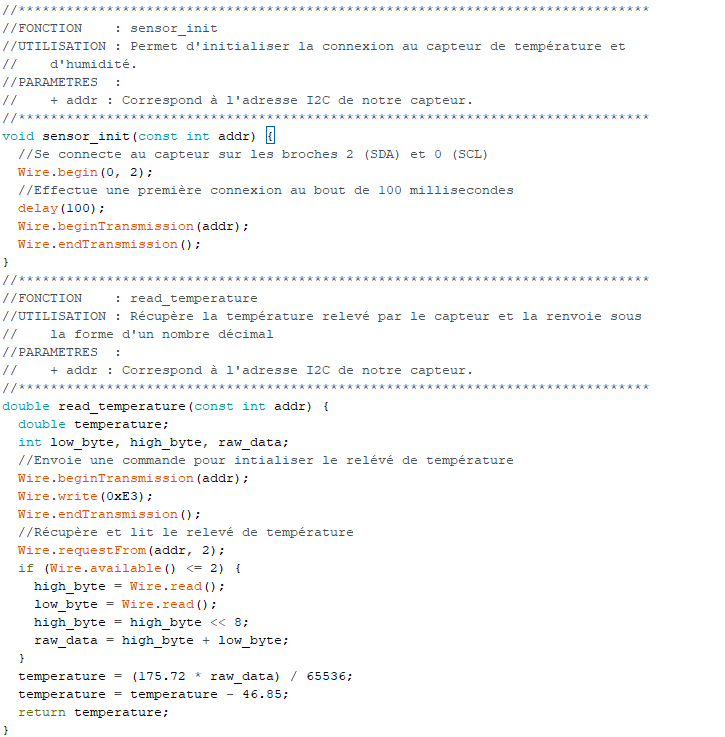 //*******************************************************************************
//FONCTION    : sensor_init
//UTILISATION : Permet d'initialiser la connexion au capteur de température et
//    d'humidité.
//PARAMETRES  :
//    + addr : Correspond à l'adresse I2C de notre capteur.
//*******************************************************************************
void sensor_init(const int addr) {
  //Se connecte au capteur sur les broches 2 (SDA) et 0 (SCL)
  Wire.begin(0, 2);
  //Effectue une première connexion au bout de 100 millisecondes
  delay(100);
  Wire.beginTransmission(addr);
  Wire.endTransmission();
}
//*******************************************************************************
//FONCTION    : read_temperature
//UTILISATION : Récupère la température relevé par le capteur et la renvoie sous
//    la forme d'un nombre décimal
//PARAMETRES  :
//    + addr : Correspond à l'adresse I2C de notre capteur.
//*******************************************************************************
double read_temperature(const int addr) {
  double temperature;
  int low_byte, high_byte, raw_data;
  //Envoie une commande pour intialiser le relévé de température
  Wire.beginTransmission(addr);
  Wire.write(0xE3);
  Wire.endTransmission();
  //Récupère et lit le relevé de température
  Wire.requestFrom(addr, 2);
  if (Wire.available() <= 2) {
    high_byte = Wire.read();
    low_byte = Wire.read();
    high_byte = high_byte << 8;
    raw_data = high_byte + low_byte;
  }
  temperature = (175.72 * raw_data) / 65536;
  temperature = temperature - 46.85;
  return temperature;
}